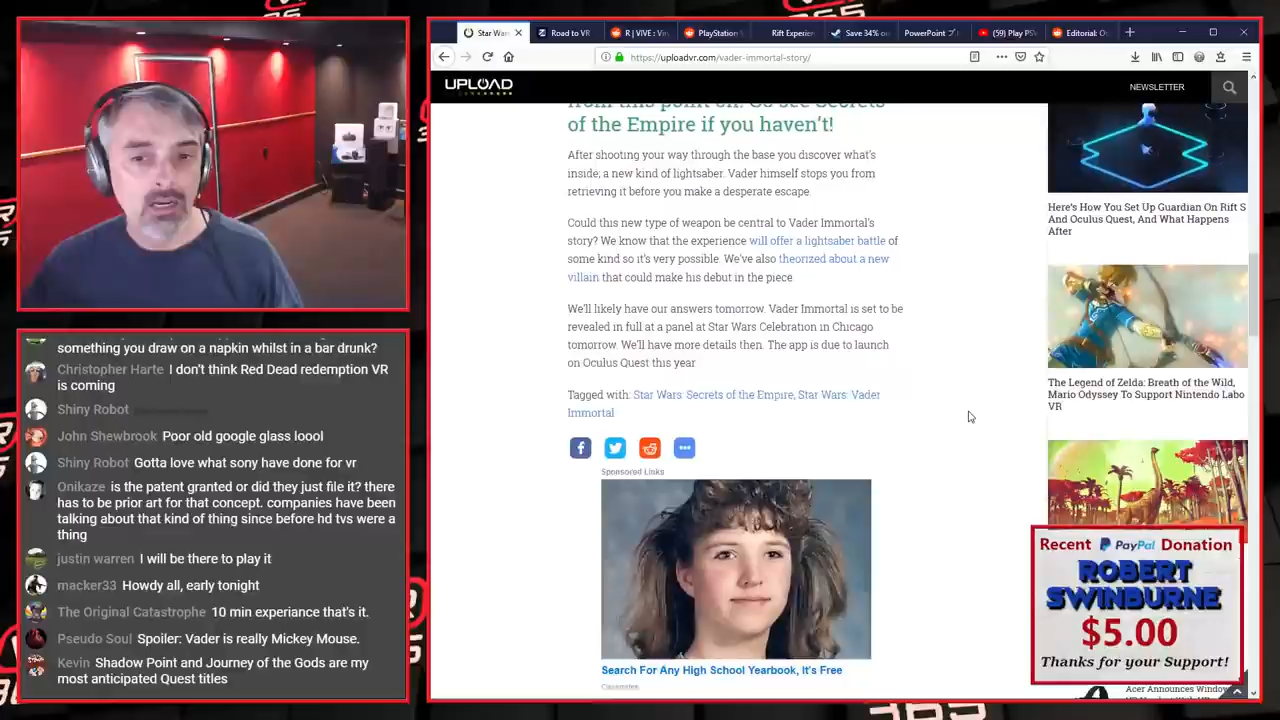 Star Wars
Road to VR
R | VIVE : Viv
PlayStation
Rift Experien
Save 34% o
PowerPoint プ
(59) Play PS
Editorial: O
https://uploadvr.com/vader-immortal-story/
UPLOAD
NEWSLETTER
from this point on! Go see Secrets
of the Empire if you haven't!
After shooting your way through the base you discover what's
inside; a new kind of lightsaber. Vader himself stops you from
retrieving it before you make a desperate escape.
Could this new type of weapon be central to Vader Immortal's
story? We know that the experience will offer a lightsaber battle of
some kind so it's very possible. We've also theorized about a new
villain that could make his debut in the piece.
We'll likely have our answers tomorrow. Vader Immortal is set to be
revealed in full at a panel at Star Wars Celebration in Chicago
tomorrow. We'll have more details then. The app is due to launch
on Oculus Quest this year.
Tagged with: Star Wars: Secrets of the Empire, Star Wars: Vader
Immortal
Sponsored Links
Search For Any High School Yearbook, It's Free
Classmates
Here's How You Set Up Guardian On Rift S
And Oculus Quest, And What Happens
After
The Legend of Zelda: Breath of the Wild,
Mario Odyssey To Support Nintendo Labo
VR
Recent PayPal Donation
ROBERT
SWINBURNE
$5.00
Thanks for your Support!
Acer Announces Window
something you draw on a napkin whilst in a bar drunk?
Christopher Harte I don't think Red Dead redemption VR
is coming
Shiny Robot
John Shewbrook Poor old google glass loool
Shiny Robot Gotta love what sony have done for vr
Onikaze is the patent granted or did they just file it? there
has to be prior art for that concept. companies have been
talking about that kind of thing since before hd tvs were a
thing
justin warren I will be there to play it
macker33 Howdy all, early tonight
The Original Catastrophe 10 min experiance that's it.
Pseudo Soul Spoiler: Vader is really Mickey Mouse.
Kevin Shadow Point and Journey of the Gods are my
most anticipated Quest titles